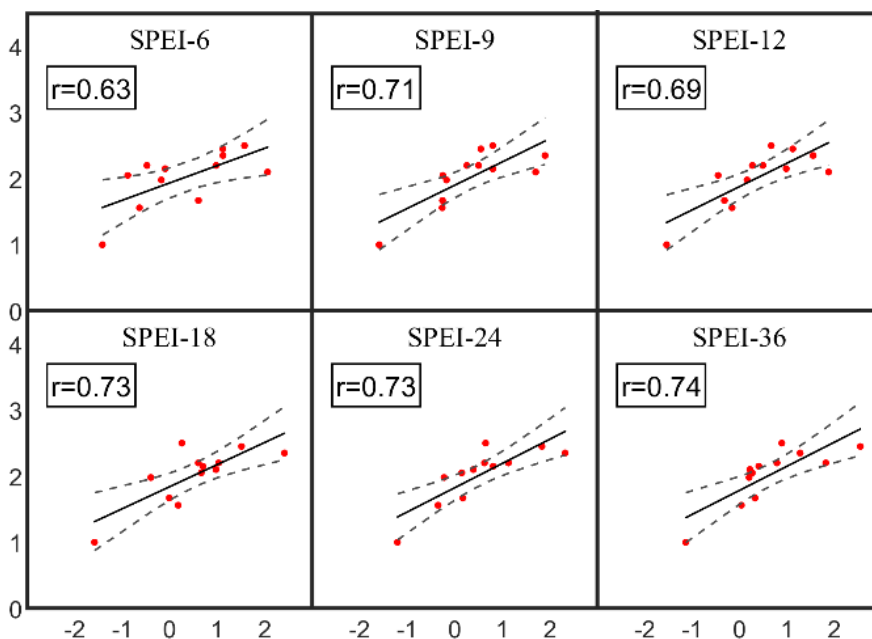 SPEI-6 SPEI-9 SPEI-12
r=0.63 r=0.71 r=0.69
4
3
2
1
0
SPEI-18 SPEI-24 SPEI-36
r=0.73 r=0.73 r=0.74
4
3
2
1
0
-2 -1 0 1 2 -2 -1 0 1 2 -2 -1 0 1 2